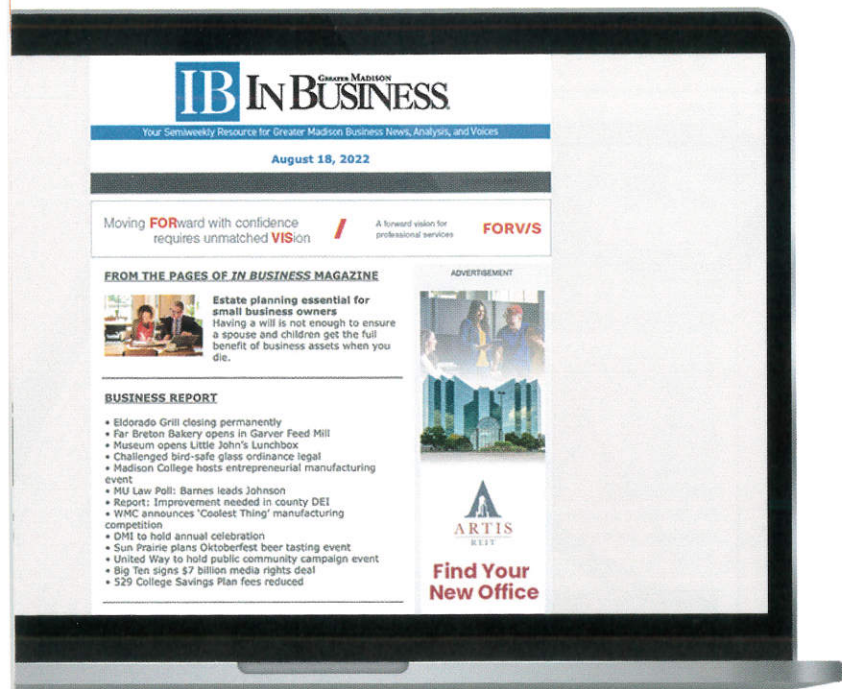 IB IN BUSINESS
GREATER MADISON
Your Semiweekly Resource for Greater Madison Business News, Analysis, and Voices
August 18, 2022
Moving FORward with confidence
requires unmatched VISion
A forward vision for
professional services
FORV/S
FROM THE PAGES OF IN BUSINESS MAGAZINE
Estate planning essential for
small business owners
Having a will is not enough to ensure
a spouse and children get the full
benefit of business assets when you
die.
BUSINESS REPORT
• Eldorado Grill closing permanently
• Far Breton Bakery opens in Garver Feed Mill
• Museum opens Little John's Lunchbox
• Challenged bird-safe glass ordinance legal
• Madison College hosts entrepreneurial manufacturing
event
• MU Law Poll: Barnes leads Johnson
• Report: Improvement needed in county DEI
• WMC announces 'Coolest Thing' manufacturing
competition
• DMI to hold annual celebration
• Sun Prairie plans Oktoberfest beer tasting event
• United Way to hold public community campaign event
• Big Ten signs $7 billion media rights deal
• 529 College Savings Plan fees reduced
ADVERTISEMENT
ARTIS
REIT
Find Your
New Office